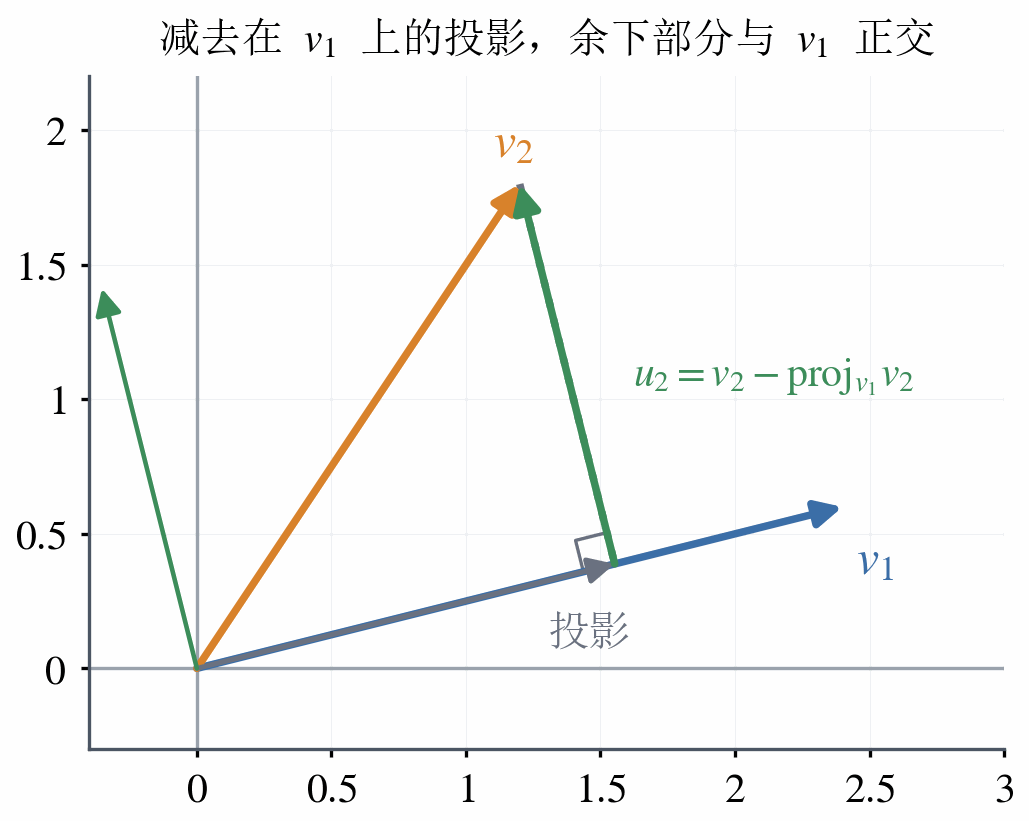 减去在 v₁ 上的投影，余下部分与 v₁ 正交
2
v₂
1.5
u₂ = v₂ − proj_{v₁} v₂
1
0.5
v₁
投影
0
0 0.5 1 1.5 2 2.5 3